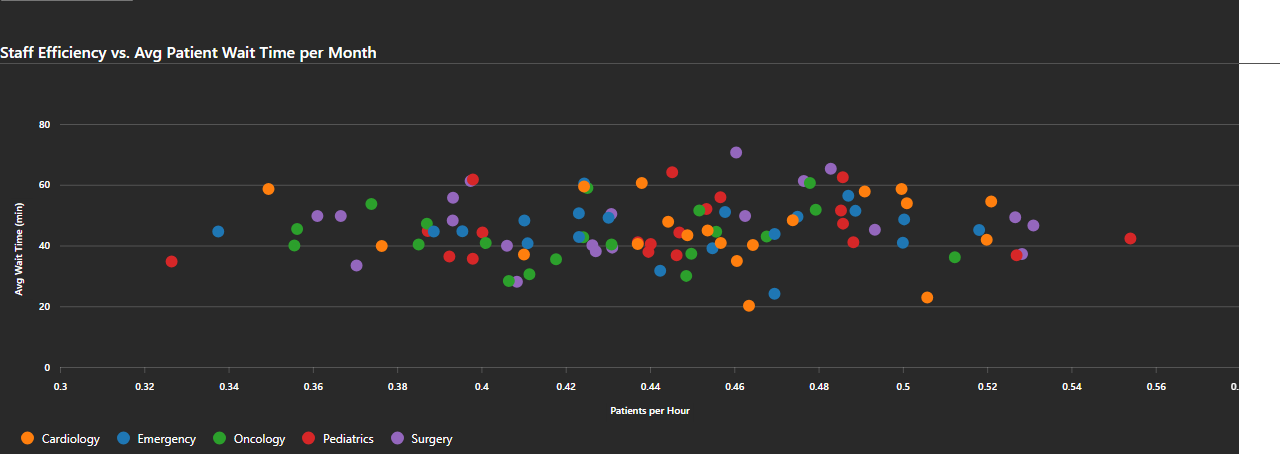 Staff Efficiency vs. Avg Patient Wait Time per Month
80
60
40
20
0
Avg Wait Time (min)
0.3 0.32 0.34 0.36 0.38 0.4 0.42 0.44 0.46 0.48 0.5 0.52 0.54 0.56
Patients per Hour
Cardiology Emergency Oncology Pediatrics Surgery